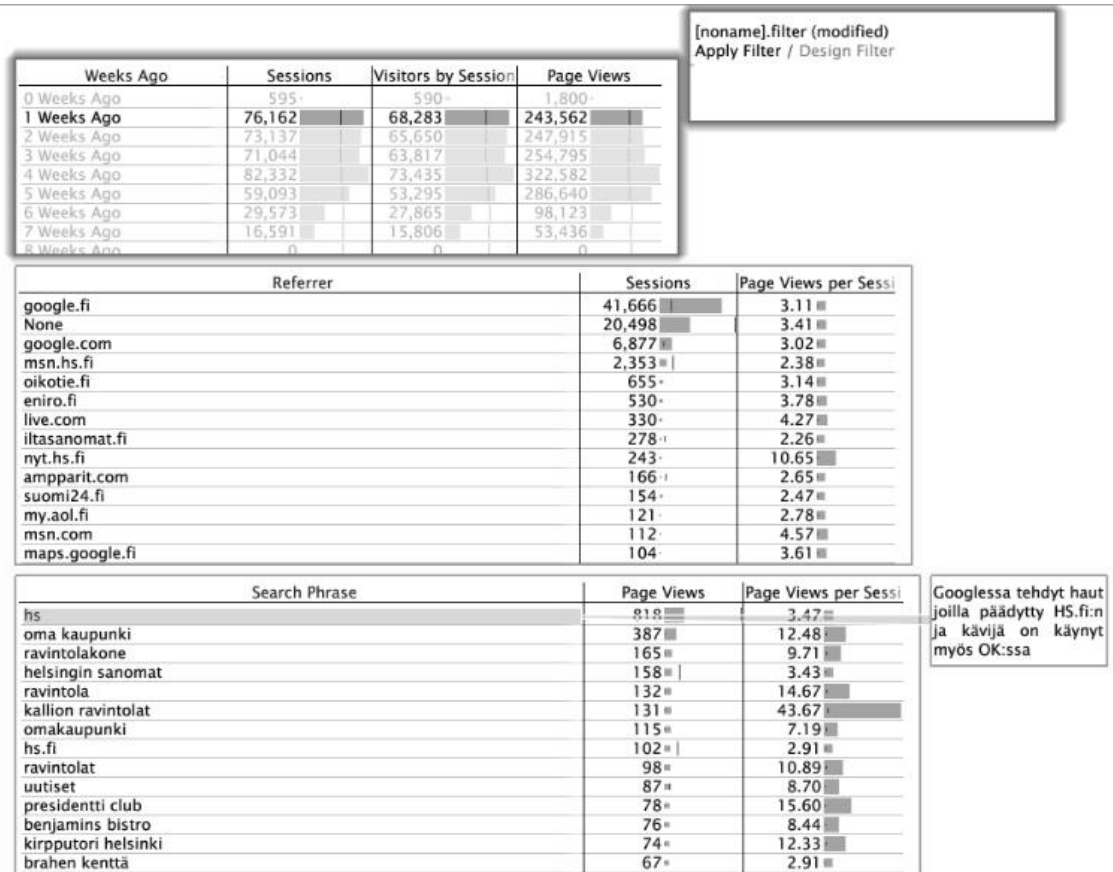 [noname].filter (modified)
Apply Filter / Design Filter
Weeks Ago Sessions Visitors by Session Page Views
0 Weeks Ago 595 590 1,800
1 Weeks Ago 76,162 68,283 243,562
2 Weeks Ago 73,137 65,650 247,915
3 Weeks Ago 71,044 63,817 254,795
4 Weeks Ago 82,332 73,435 322,582
5 Weeks Ago 59,093 53,295 286,640
6 Weeks Ago 29,573 27,865 98,123
7 Weeks Ago 16,591 15,806 53,436
8 Weeks Ago 0 0 0
Referrer Sessions Page Views per Sessi
google.fi 41,666 3.11
None 20,498 3.41
google.com 6,877 3.02
msn.hs.fi 2,353 2.38
oikotie.fi 655 3.14
eniro.fi 530 3.78
live.com 330 4.27
iltasanomat.fi 278 2.26
nyt.hs.fi 243 10.65
ampparit.com 166 2.65
suomi24.fi 154 2.47
my.aol.fi 121 2.78
msn.com 112 4.57
maps.google.fi 104 3.61
Search Phrase Page Views Page Views per Sessi
hs 818 3.47
oma kaupunki 387 12.48
ravintolakone 165 9.71
helsingin sanomat 158 3.43
ravintola 132 14.67
kallion ravintolat 131 43.67
omakaupunki 115 7.19
hs.fi 102 2.91
ravintolat 98 10.89
uutiset 87 8.70
presidentti club 78 15.60
benjamins bistro 76 8.44
kirpputori helsinki 74 12.33
brahen kenttä 67 2.91
Googlessa tehdyt haut
joilla päädytty HS.fi:n
ja kävijä on käynyt
myös OK:ssa